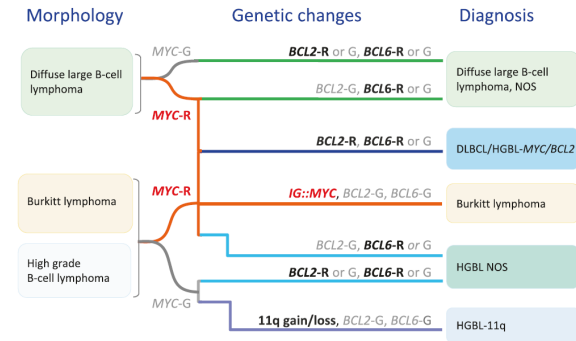 Morphology
Genetic changes
Diagnosis
MYC-G
BCL2-R or G, BCL6-R or G
Diffuse large B-cell
lymphoma
Diffuse large B-cell
lymphoma, NOS
BCL2-G, BCL6-R or G
MYC-R
BCL2-R, BCL6-R or G
DLBCL/HGBL-MYC/BCL2
MYC-R
IG::MYC, BCL2-G, BCL6-G
Burkitt lymphoma
Burkitt lymphoma
BCL2-G, BCL6-R or G
HGBL NOS
High grade
B-cell lymphoma
BCL2-R or G, BCL6-R or G
MYC-G
11q gain/loss, BCL2-G, BCL6-G
HGBL-11q